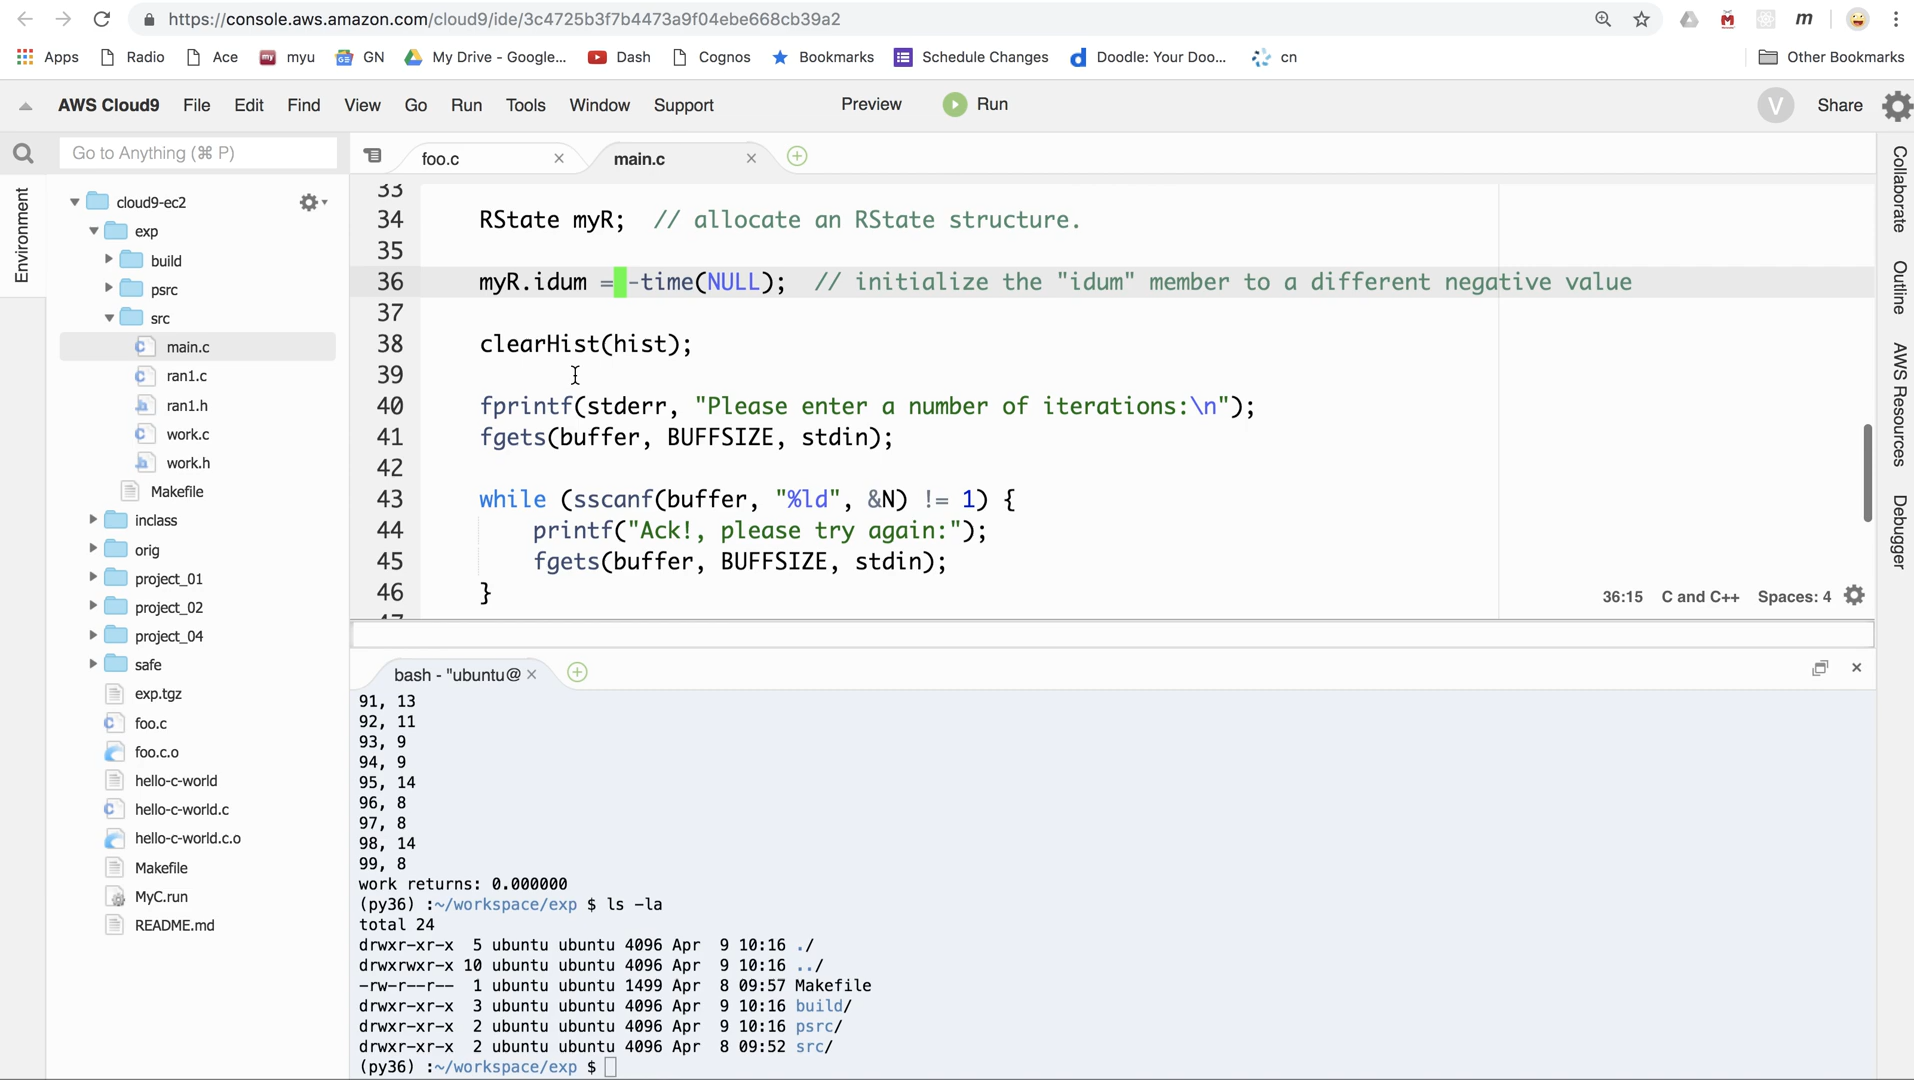 https://console.aws.amazon.com/cloud9/ide/3c4725b3f7b4473a9f04ebe668cb39a2
m
Apps Radio Ace my myu GN My Drive - Google... Dash Cognos Bookmarks Schedule Changes Doodle: Your Doo... cn Other Bookmarks
AWS Cloud9 File Edit Find View Go Run Tools Window Support Preview Run V Share
Go to Anything (⌘ P)
foo.c main.c
Environment
cloud9-ec2
exp
build
psrc
src
main.c
ran1.c
ran1.h
work.c
work.h
Makefile
inclass
orig
project_01
project_02
project_04
safe
exp.tgz
foo.c
foo.c.o
hello-c-world
hello-c-world.c
hello-c-world.c.o
Makefile
MyC.run
README.md
33
34 RState myR; // allocate an RState structure.
35
36 myR.idum = -time(NULL); // initialize the "idum" member to a different negative value
37
38 clearHist(hist);
39
40 fprintf(stderr, "Please enter a number of iterations:\n");
41 fgets(buffer, BUFFSIZE, stdin);
42
43 while (sscanf(buffer, "%ld", &N) != 1) {
44 printf("Ack!, please try again:");
45 fgets(buffer, BUFFSIZE, stdin);
46 }
36:15 C and C++ Spaces: 4
Collaborate
Outline
AWS Resources
Debugger
bash - "ubuntu@
91, 13
92, 11
93, 9
94, 9
95, 14
96, 8
97, 8
98, 14
99, 8
work returns: 0.000000
(py36) :~/workspace/exp $ ls -la
total 24
drwxr-xr-x 5 ubuntu ubuntu 4096 Apr 9 10:16 ./
drwxrwxr-x 10 ubuntu ubuntu 4096 Apr 9 10:16 ../
-rw-r--r-- 1 ubuntu ubuntu 1499 Apr 8 09:57 Makefile
drwxr-xr-x 3 ubuntu ubuntu 4096 Apr 9 10:16 build/
drwxr-xr-x 2 ubuntu ubuntu 4096 Apr 9 10:16 psrc/
drwxr-xr-x 2 ubuntu ubuntu 4096 Apr 8 09:52 src/
(py36) :~/workspace/exp $